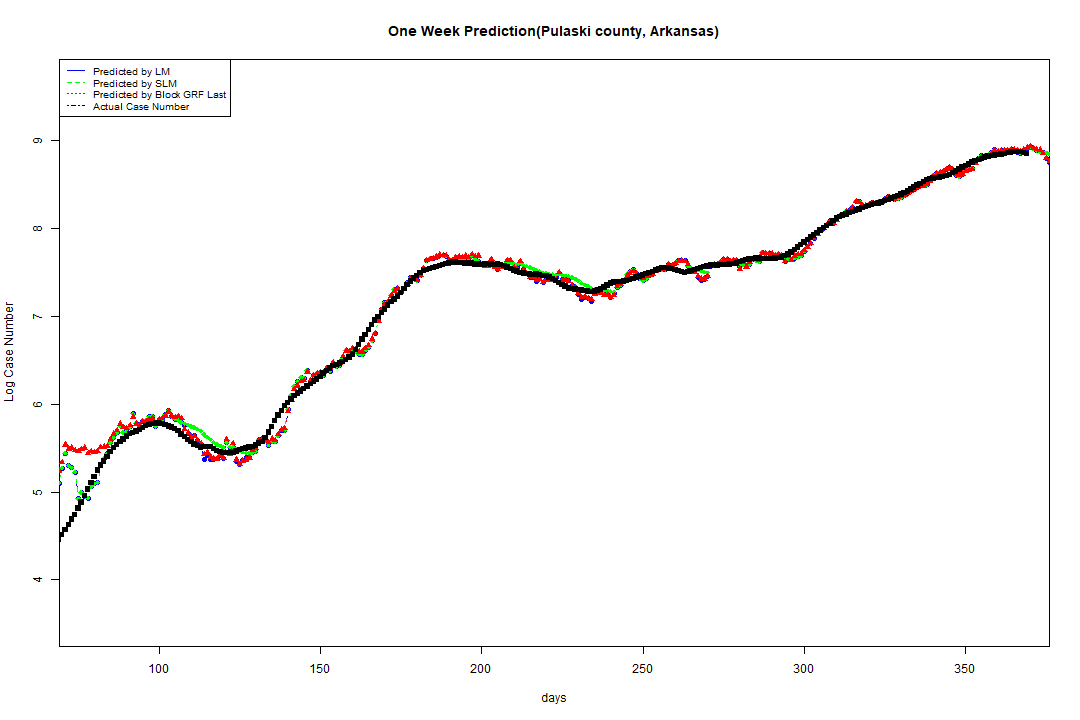 One Week Prediction(Pulaski county, Arkansas)
Predicted by LM
Predicted by SLM
Predicted by Block GRF Last
Actual Case Number
9
8
7
6
5
4
Log Case Number
100 150 200 250 300 350
days